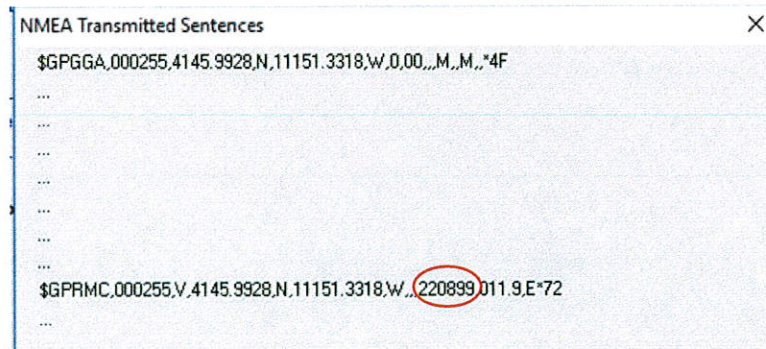 NMEA Transmitted Sentences
$GPGGA,000255,4145.9928,N,11151.3318,W,0,00,,,M,,M,,*4F
...
...
...
...
...
...
...
$GPRMC,000255,V,4145.9928,N,11151.3318,W,,,220899,011.9,E*72
...